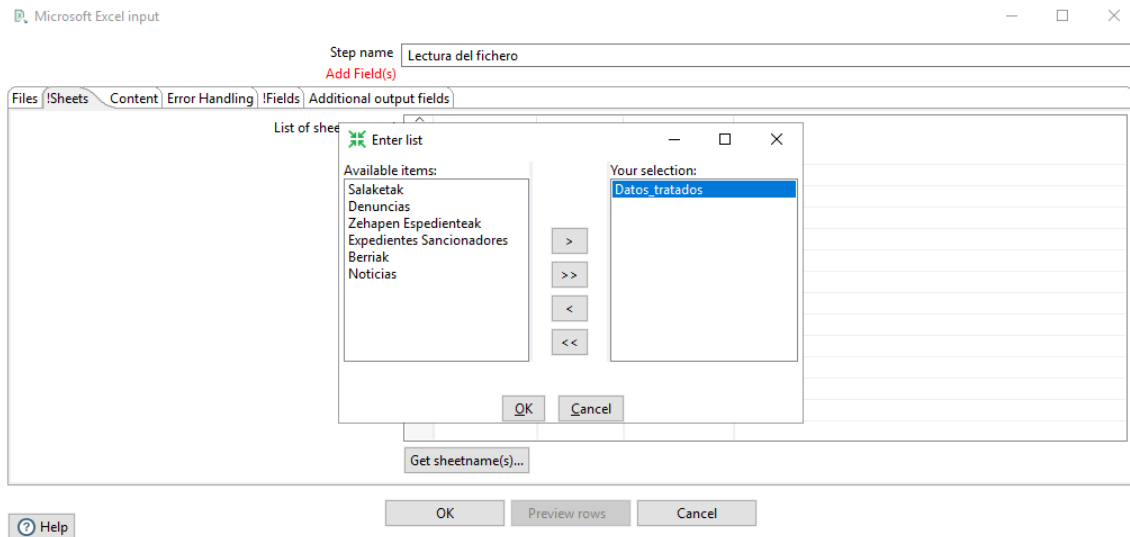 Microsoft Excel input
Step name Lectura del fichero
Add Field(s)
Files !Sheets Content Error Handling !Fields Additional output fields
List of shee
Enter list
Available items:
Salaketak
Denuncias
Zehapen Espedienteak
Expedientes Sancionadores
Berriak
Noticias
>
>>
<
<<
Your selection:
Datos_tratados
OK Cancel
Get sheetname(s)...
Help
OK Preview rows Cancel